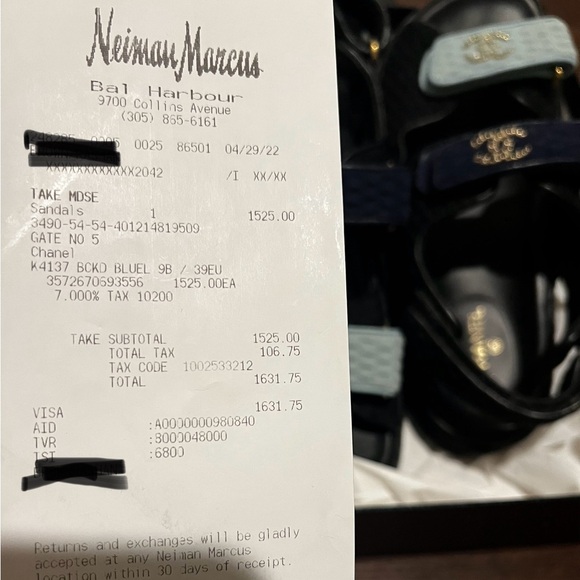 Neiman Marcus
Bal Harbour
9700 Collins Avenue
(305) 865-6161
0025 86501 04/29/22
XXXXXXXXXXXX2042 /I XX/XX
TAKE MDSE
Sandals 1 1525.00
3490-54-54-401214819509
GATE NO 5
Chanel
K4137 BCKD BLUEL 9B / 39EU
3572670693556 1525.00EA
7.000% TAX 10200
TAKE SUBTOTAL 1525.00
TOTAL TAX 106.75
TAX CODE 1002533212
TOTAL 1631.75
VISA 1631.75
AID :A0000000980840
TVR :8000048000
TSI :6800
Returns and exchanges will be gladly
accepted at any Neiman Marcus
location within 30 days of receipt.
CHANEL